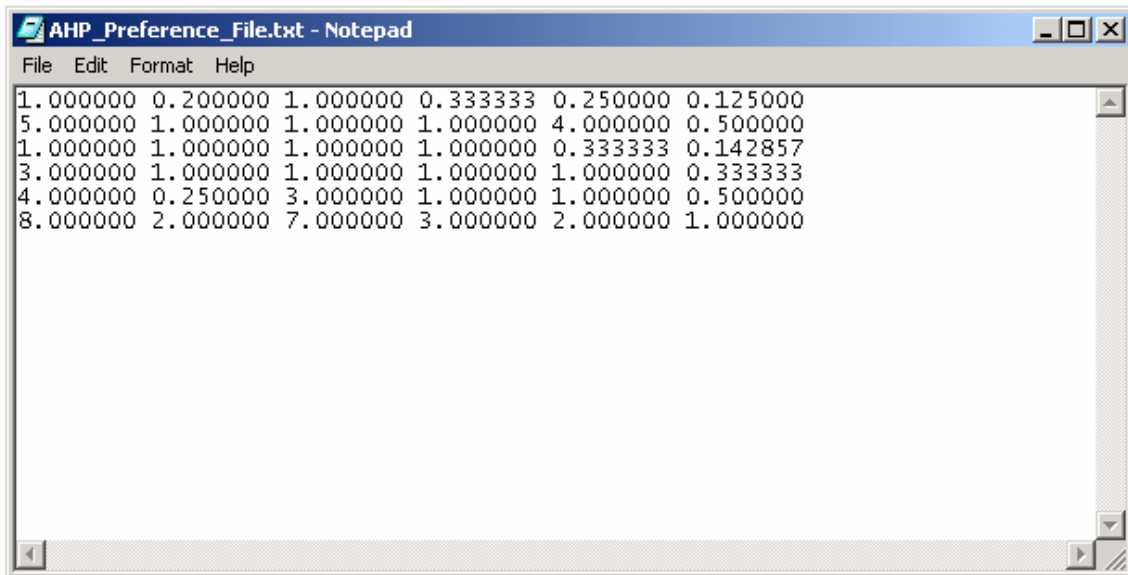 AHP_Preference_File.txt - Notepad
File Edit Format Help
1.000000 0.200000 1.000000 0.333333 0.250000 0.125000
5.000000 1.000000 1.000000 1.000000 4.000000 0.500000
1.000000 1.000000 1.000000 1.000000 0.333333 0.142857
3.000000 1.000000 1.000000 1.000000 1.000000 0.333333
4.000000 0.250000 3.000000 1.000000 1.000000 0.500000
8.000000 2.000000 7.000000 3.000000 2.000000 1.000000